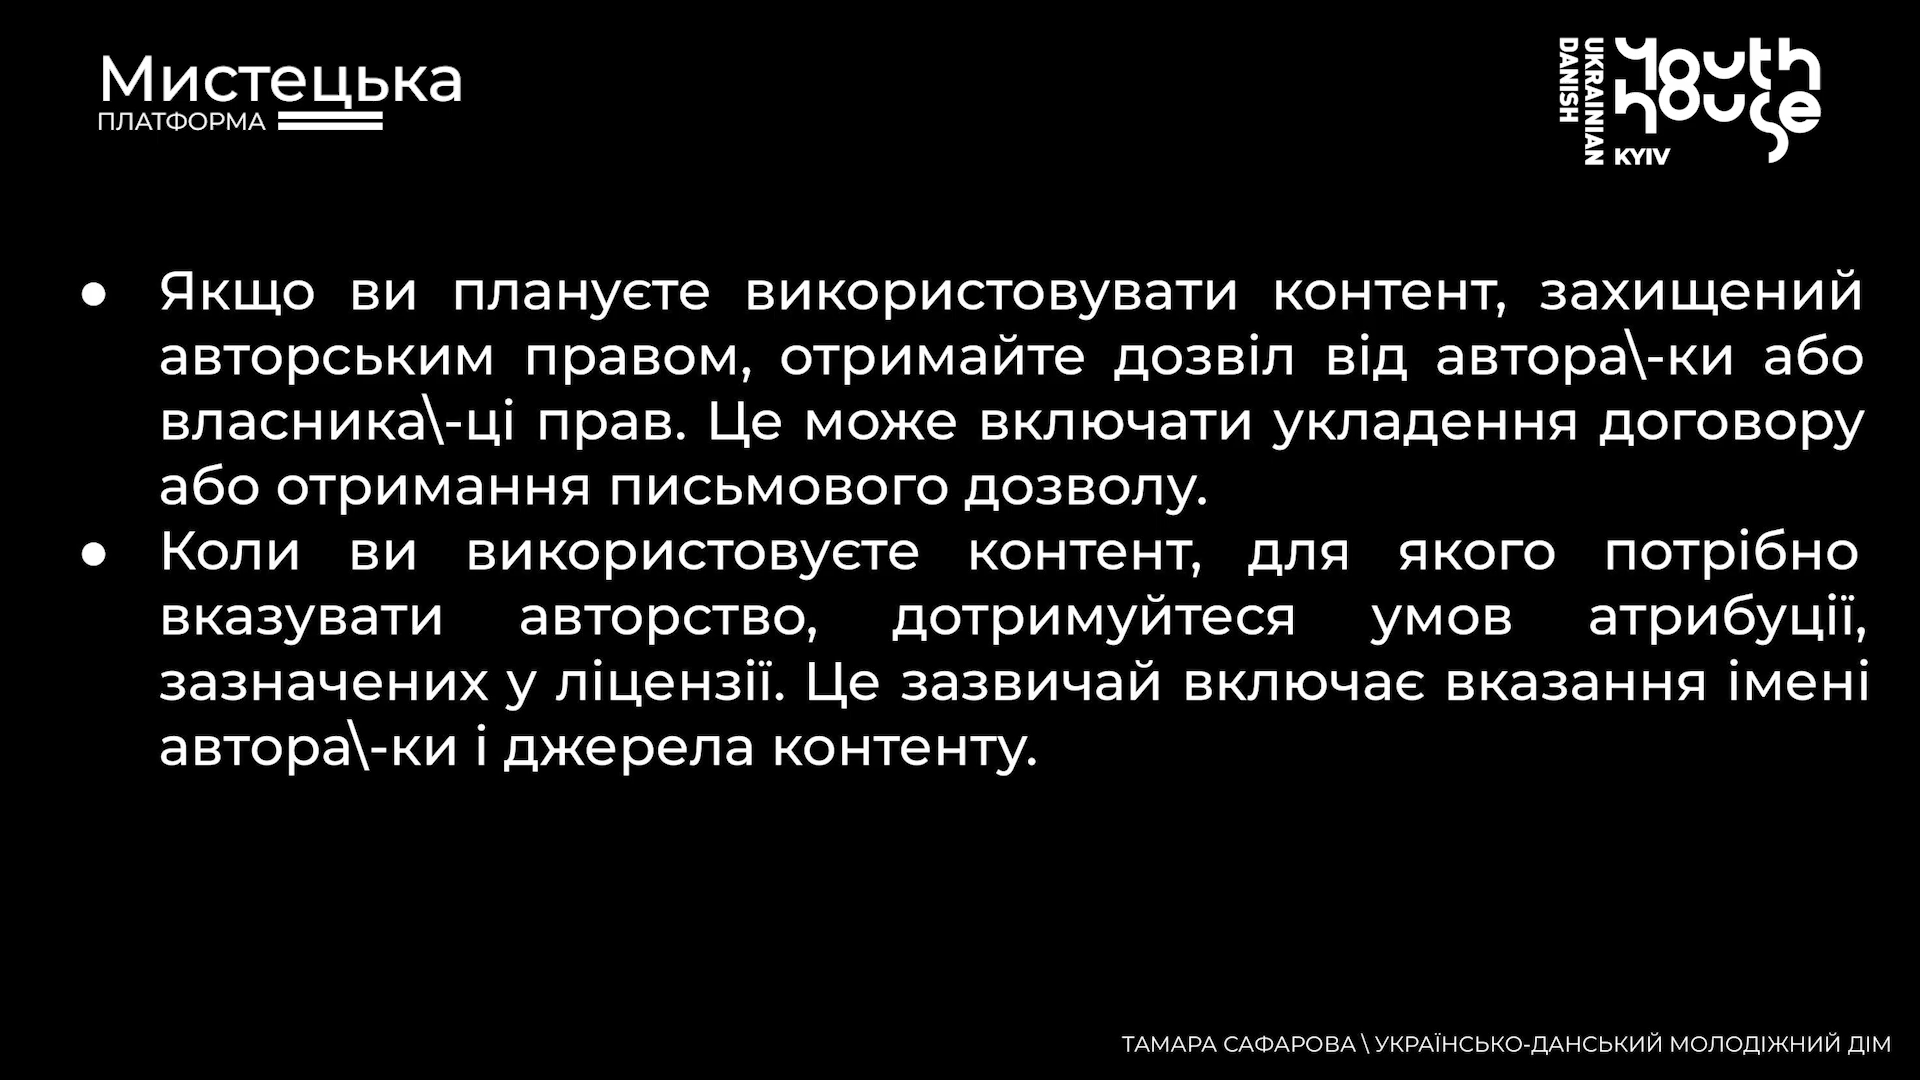 Мистецька
ПЛАТФОРМА
DANISH
UKRAINIAN
Youth
house
KYIV
● Якщо ви плануєте використовувати контент, захищений
авторським правом, отримайте дозвіл від автора\-ки або
власника\-ці прав. Це може включати укладення договору
або отримання письмового дозволу.
● Коли ви використовуєте контент, для якого потрібно
вказувати авторство, дотримуйтеся умов атрибуції,
зазначених у ліцензії. Це зазвичай включає вказання імені
автора\-ки і джерела контенту.
ТАМАРА САФАРОВА \ УКРАЇНСЬКО-ДАНСЬКИЙ МОЛОДІЖНИЙ ДІМ